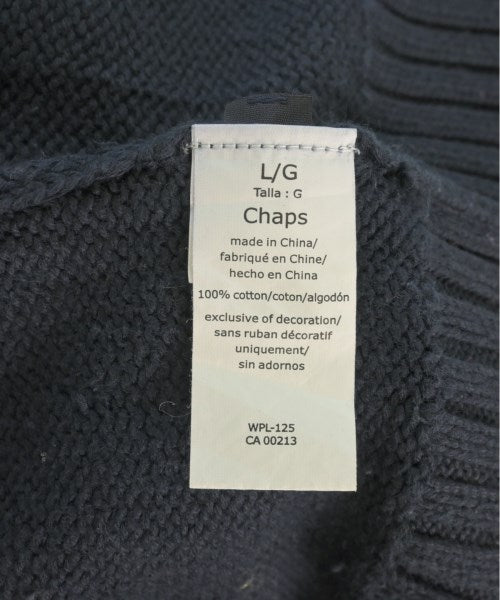 L/G
Talla : G
Chaps
made in China/
fabriqué en Chine/
hecho en China
100% cotton/coton/algodón
exclusive of decoration/
sans ruban décoratif
uniquement/
sin adornos
WPL-125
CA 00213